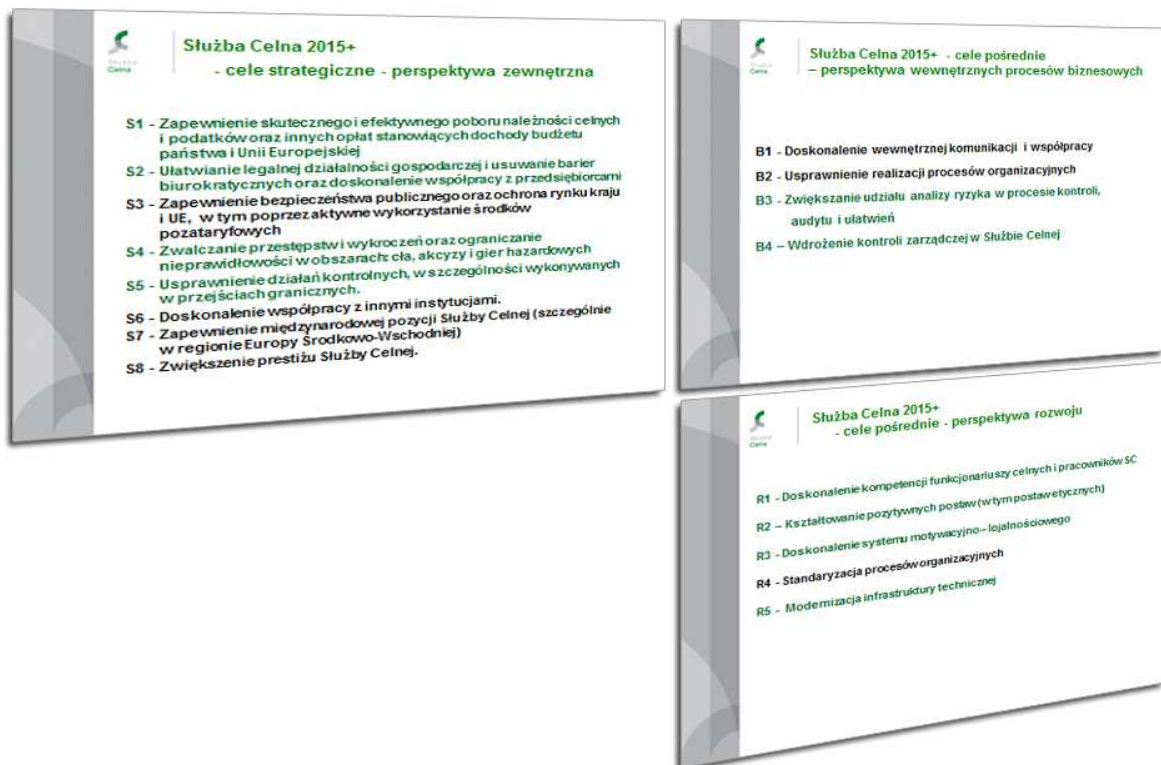 Służba Celna
Służba Celna 2015+
- cele strategiczne - perspektywa zewnętrzna
S1 - Zapewnienie skutecznego i efektywnego poboru należności celnych
i podatków oraz innych opłat stanowiących dochody budżetu
państwa i Unii Europejskiej
S2 - Ułatwianie legalnej działalności gospodarczej i usuwanie barier
biurokratycznych oraz doskonalenie współpracy z przedsiębiorcami
S3 - Zapewnienie bezpieczeństwa publicznego oraz ochrona rynku kraju
i UE, w tym poprzez aktywne wykorzystanie środków
pozataryfowych
S4 - Zwalczanie przestępstw i wykroczeń oraz ograniczanie
nieprawidłowości w obszarach: cła, akcyzy i gier hazardowych
S5 - Usprawnienie działań kontrolnych, w szczególności wykonywanych
w przejściach granicznych.
S6 - Doskonalenie współpracy z innymi instytucjami.
S7 - Zapewnienie międzynarodowej pozycji Służby Celnej (szczególnie
w regionie Europy Środkowo-Wschodniej)
S8 - Zwiększenie prestiżu Służby Celnej.
Służba Celna
Służba Celna 2015+ - cele pośrednie
– perspektywa wewnętrznych procesów biznesowych
B1 - Doskonalenie wewnętrznej komunikacji i współpracy
B2 - Usprawnienie realizacji procesów organizacyjnych
B3 - Zwiększanie udziału analizy ryzyka w procesie kontroli,
audytu i ułatwień
B4 – Wdrożenie kontroli zarządczej w Służbie Celnej
Służba Celna
Służba Celna 2015+
- cele pośrednie - perspektywa rozwoju
R1 - Doskonalenie kompetencji funkcjonariuszy celnych i pracowników SC
R2 – Kształtowanie pozytywnych postaw (w tym postaw etycznych)
R3 - Doskonalenie systemu motywacyjno – lojalnościowego
R4 - Standaryzacja procesów organizacyjnych
R5 - Modernizacja infrastruktury technicznej